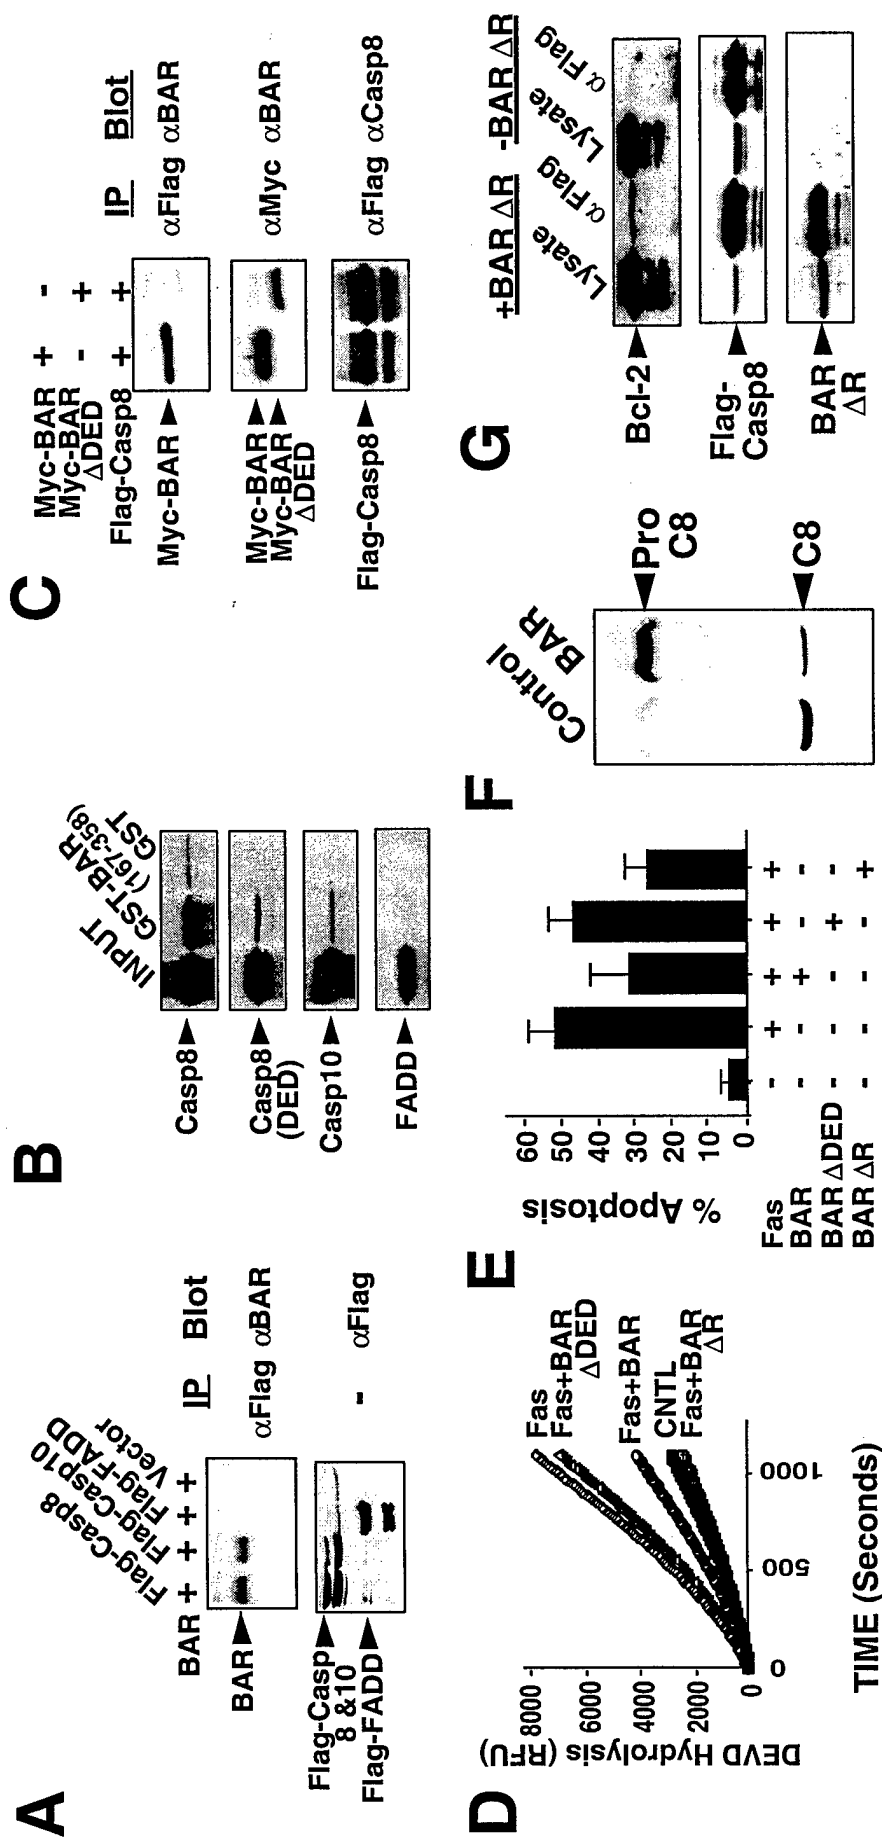 A
Flag-Casp8
Flag-Casp10
Flag-FADD
Vector
BAR + + + +
IP Blot
BAR
αFlag αBAR
Flag-Casp
8 &10
Flag-FADD
- αFlag
B
INPUT
GST-BAR
(167-358)
GST
Casp8
Casp8
(DED)
Casp10
FADD
C
Myc-BAR + -
Myc-BAR
ΔDED - +
Flag-Casp8 + +
IP Blot
Myc-BAR
αFlag αBAR
Myc-BAR
Myc-BAR
ΔDED
αMyc αBAR
Flag-Casp8
αFlag αCasp8
D
DEVD Hydrolysis (RFU)
8000
6000
4000
2000
0
0 500 1000
TIME (Seconds)
Fas
Fas+BAR
ΔDED
Fas+BAR
CNTL
Fas+BAR
ΔR
E
% Apoptosis
60
50
40
30
20
10
0
Fas - + + + +
BAR - - + - -
BAR ΔDED - - - + -
BAR ΔR - - - - +
F
Control
BAR
Pro
C8
C8
G
+BAR ΔR -BAR ΔR
Lysate
α Flag
Lysate
α Flag
Bcl-2
Flag-
Casp8
BAR
ΔR